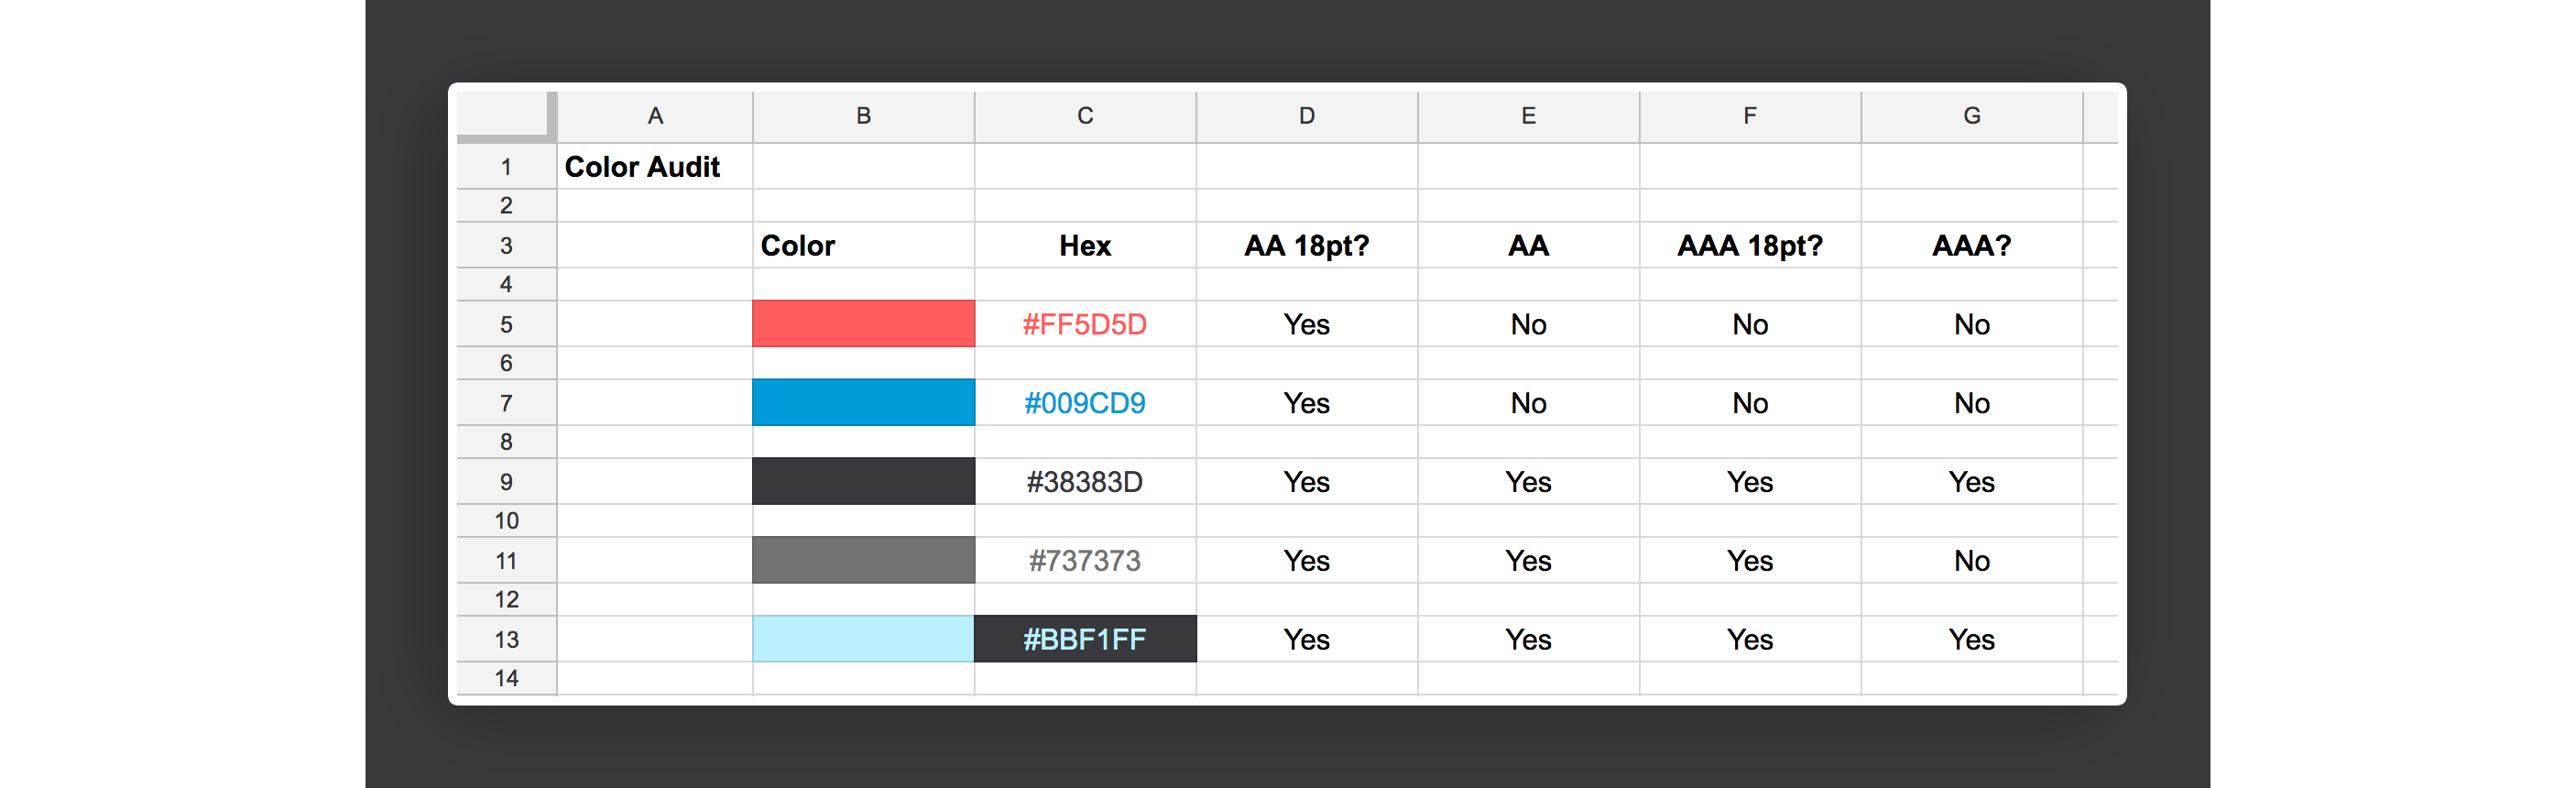 A B C D E F G
1 Color Audit
2
3 Color Hex AA 18pt? AA AAA 18pt? AAA?
4
5 #FF5D5D Yes No No No
6
7 #009CD9 Yes No No No
8
9 #38383D Yes Yes Yes Yes
10
11 #737373 Yes Yes Yes No
12
13 #BBF1FF Yes Yes Yes Yes
14